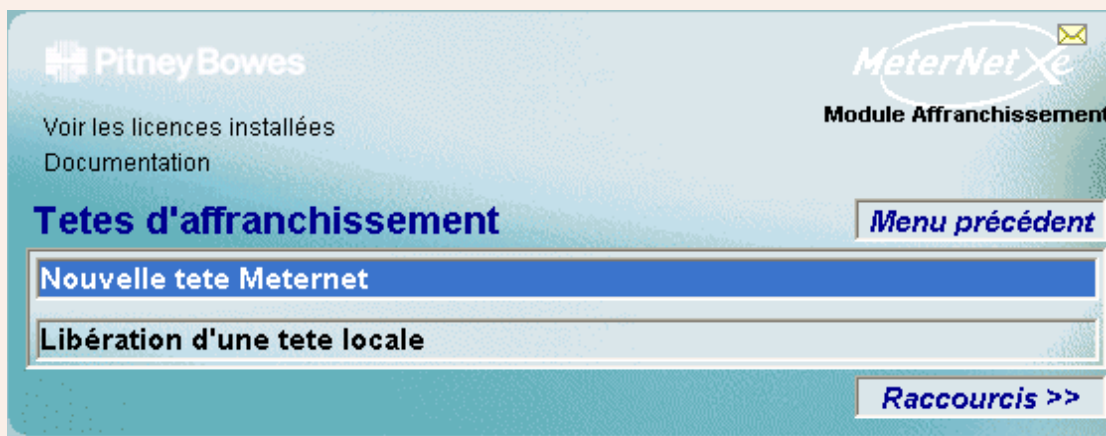 Pitney Bowes
MeterNet Xe
Module Affranchissement
Voir les licences installées
Documentation
Tetes d'affranchissement
Menu précédent
Nouvelle tete Meternet
Libération d'une tete locale
Raccourcis >>